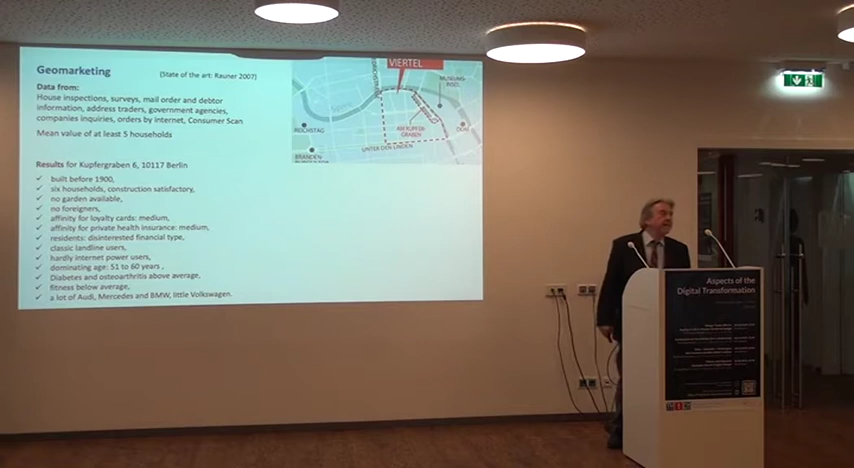 Geomarketing
(State of the art: Rauner 2007)
Data from:
House inspections, surveys, mail order and debtor
information, address traders, government agencies,
companies inquiries, orders by Internet, Consumer Scan
Mean value of at least 5 households
Results for Kupfergraben 6, 10117 Berlin
✓ built before 1900,
✓ six households, construction satisfactory,
✓ no garden available,
✓ no foreigners,
✓ affinity for loyalty cards: medium,
✓ affinity for private health insurance: medium,
✓ residents: disinterested financial type,
✓ classic landline users,
✓ hardly internet power users,
✓ dominating age: 51 to 60 years ,
✓ Diabetes and osteoarthritis above average,
✓ fitness below average,
✓ a lot of Audi, Mercedes and BMW, little Volkswagen.
VIERTEL
MUSEUMS-
INSEL
REICHSTAG
AM KUPFER-
GRABEN
DOM
UNTER DEN LINDEN
BRANDEN-
Aspects of the
Digital Transformation